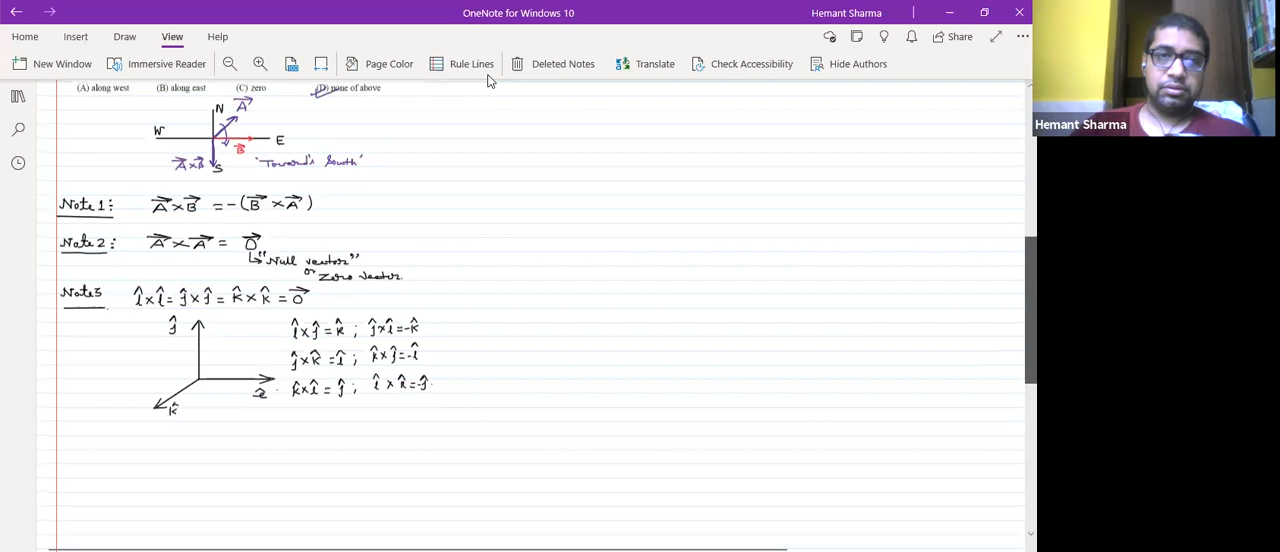 OneNote for Windows 10
Hemant Sharma
Home Insert Draw View Help
Share
New Window Immersive Reader Page Color Rule Lines Deleted Notes Translate Check Accessibility Hide Authors
(A) along west (B) along east (C) zero (D) none of above
N
A⃗
W
E
B⃗
A⃗×B⃗
S
"Toward's South"
Note 1: A⃗×B⃗ = -(B⃗×A⃗)
Note 2: A⃗×A⃗ = 0⃗
"Null vector"
or
Zero vector.
Note 3 î×î = ĵ×ĵ = k̂×k̂ = 0⃗
ĵ
î×ĵ = k̂ ; ĵ×î = -k̂
ĵ×k̂ = î ; k̂×ĵ = -î
k̂×î = ĵ ; î×k̂ = -ĵ
k̂
Hemant Sharma